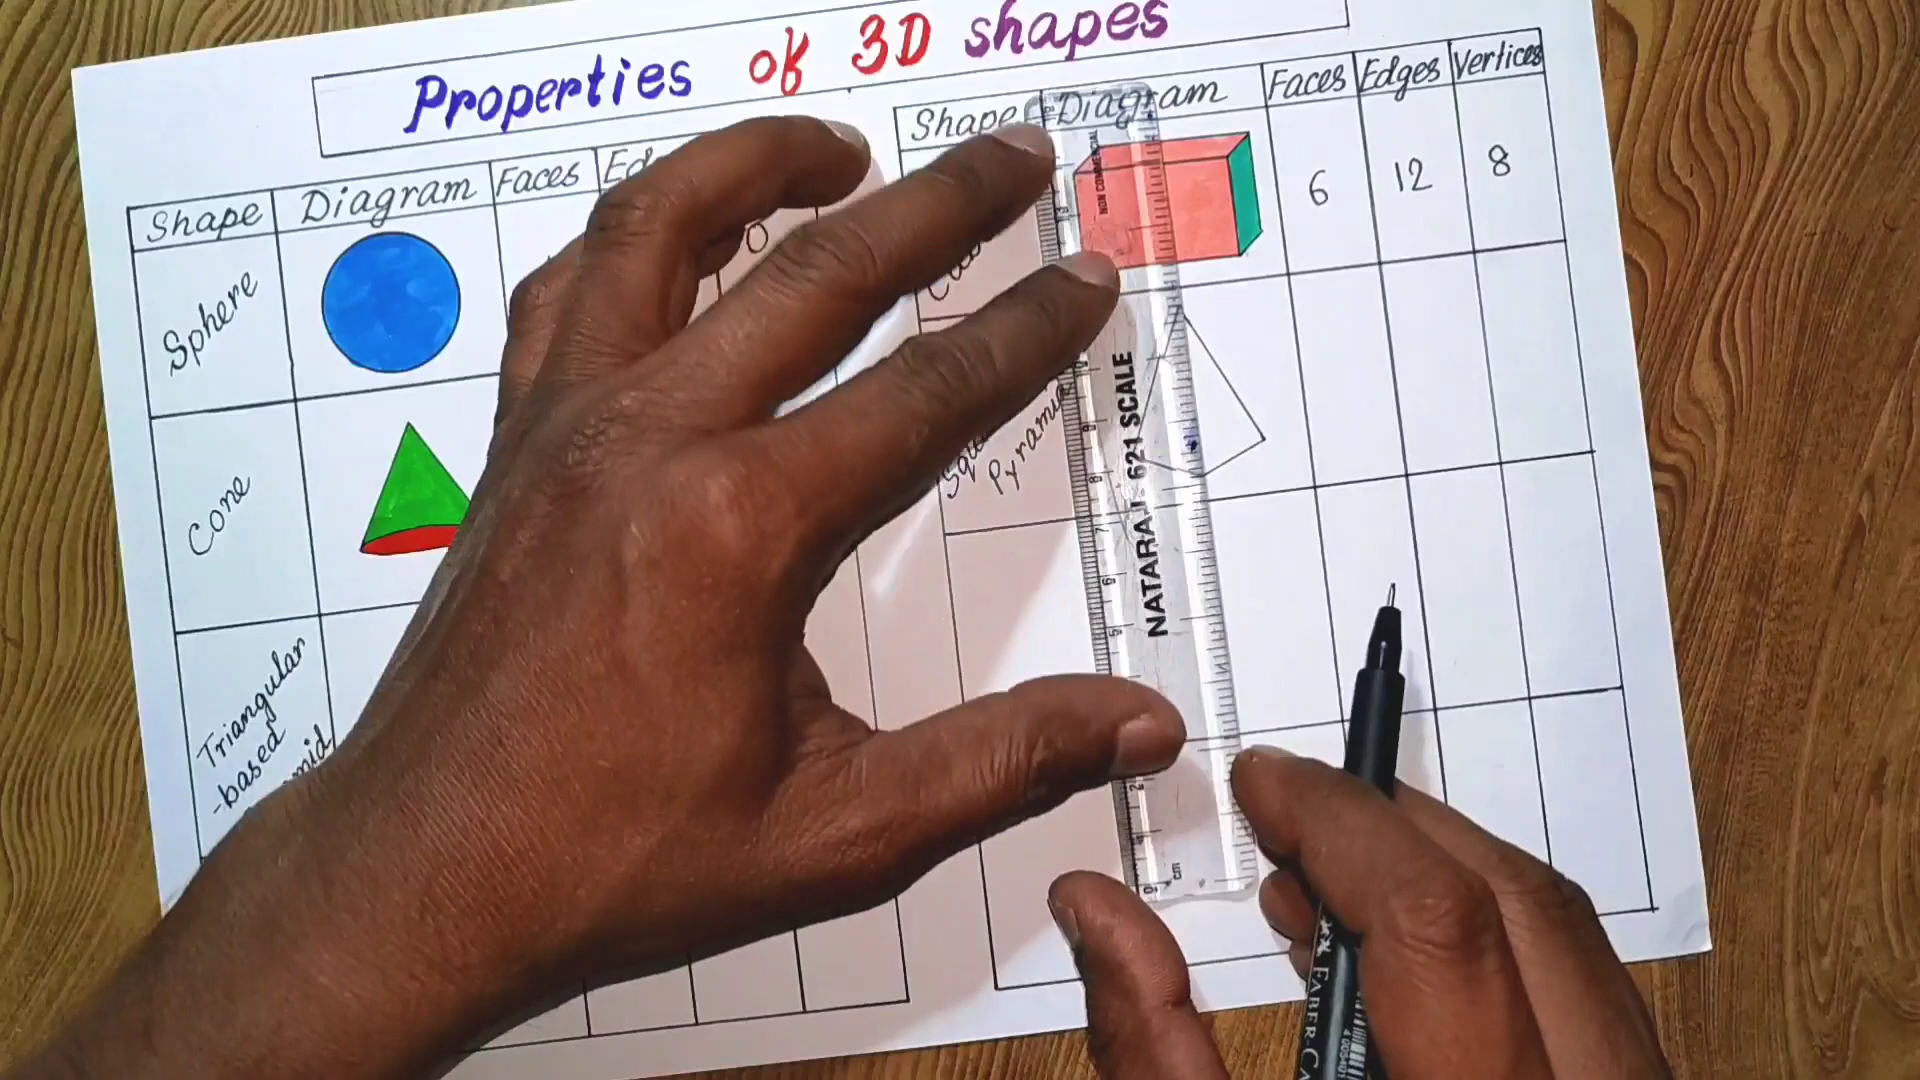 Properties of 3D shapes
Shape Diagram Faces
Sphere
Cone
Triangular
-based
Shape Diagram Faces Edges Vertices
6 12 8
Pyramid
NON COMMERCIAL
NATARAJ 621 SCALE
cm
FABER-CA